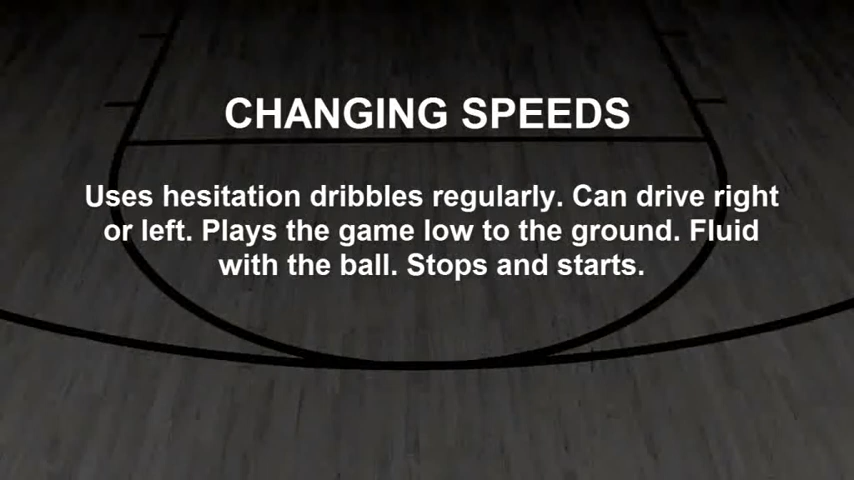 CHANGING SPEEDS
Uses hesitation dribbles regularly. Can drive right
or left. Plays the game low to the ground. Fluid
with the ball. Stops and starts.